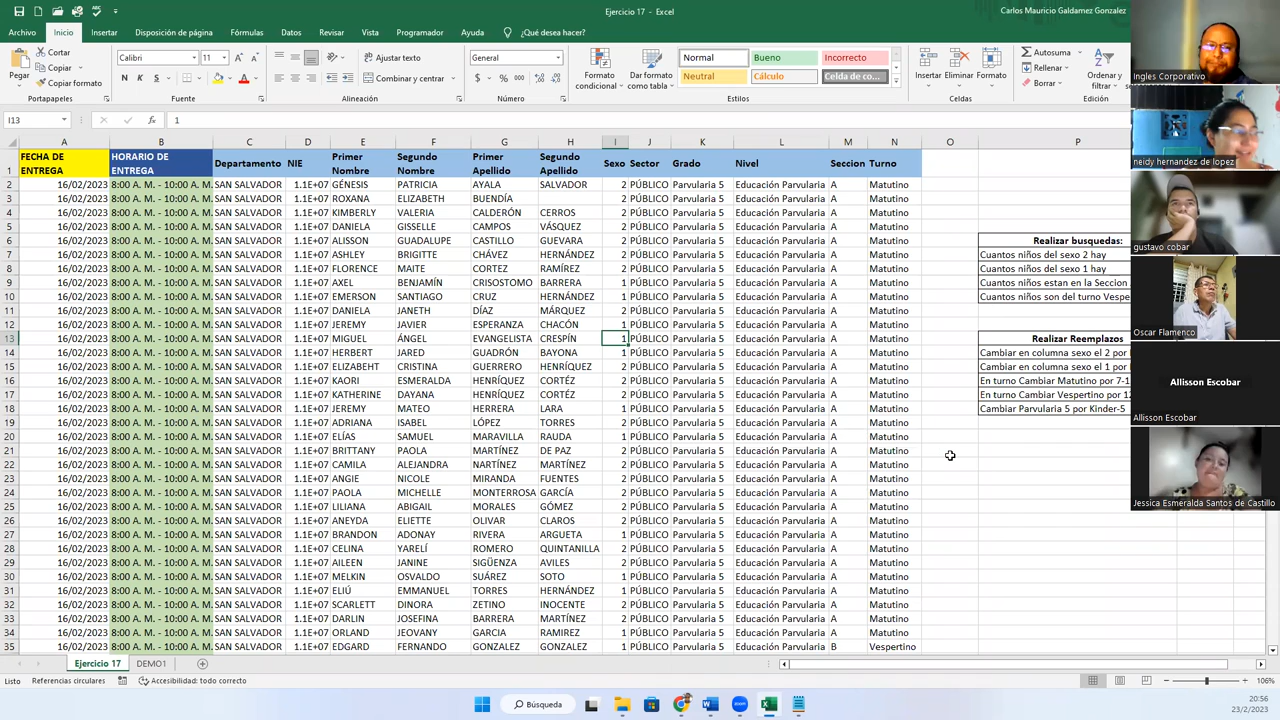 Ejercicio 17 - Excel
Carlos Mauricio Galdamez Gonzalez
Archivo Inicio Insertar Disposición de página Fórmulas Datos Revisar Vista Programador Ayuda ¿Qué desea hacer?
Pegar Cortar Copiar Copiar formato Portapapeles
Calibri 11 N K S Fuente
Ajustar texto Combinar y centrar Alineación
General $ % 000 Número
Formato condicional Dar formato como tabla
Normal Bueno Incorrecto
Neutral Cálculo Celda de co...
Estilos
Insertar Eliminar Formato Celdas
Autosuma Rellenar Borrar Ordenar y filtrar Edición
I13 fx 1
A B C D E F G H I J K L M N O P
1 FECHA DE ENTREGA HORARIO DE ENTREGA Departamento NIE Primer Nombre Segundo Nombre Primer Apellido Segundo Apellido Sexo Sector Grado Nivel Seccion Turno
2 16/02/2023 8:00 A. M. - 10:00 A. M. SAN SALVADOR 1.1E+07 GÉNESIS PATRICIA AYALA SALVADOR 2 PÚBLICO Parvularia 5 Educación Parvularia A Matutino
3 16/02/2023 8:00 A. M. - 10:00 A. M. SAN SALVADOR 1.1E+07 ROXANA ELIZABETH BUENDÍA 2 PÚBLICO Parvularia 5 Educación Parvularia A Matutino
4 16/02/2023 8:00 A. M. - 10:00 A. M. SAN SALVADOR 1.1E+07 KIMBERLY VALERIA CALDERÓN CERROS 2 PÚBLICO Parvularia 5 Educación Parvularia A Matutino
5 16/02/2023 8:00 A. M. - 10:00 A. M. SAN SALVADOR 1.1E+07 DANIELA GISSELLE CAMPOS VÁSQUEZ 2 PÚBLICO Parvularia 5 Educación Parvularia A Matutino
6 16/02/2023 8:00 A. M. - 10:00 A. M. SAN SALVADOR 1.1E+07 ALISSON GUADALUPE CASTILLO GUEVARA 2 PÚBLICO Parvularia 5 Educación Parvularia A Matutino
7 16/02/2023 8:00 A. M. - 10:00 A. M. SAN SALVADOR 1.1E+07 ASHLEY BRIGITTE CHÁVEZ HERNÁNDEZ 2 PÚBLICO Parvularia 5 Educación Parvularia A Matutino
8 16/02/2023 8:00 A. M. - 10:00 A. M. SAN SALVADOR 1.1E+07 FLORENCE MAITE CORTEZ RAMÍREZ 2 PÚBLICO Parvularia 5 Educación Parvularia A Matutino
9 16/02/2023 8:00 A. M. - 10:00 A. M. SAN SALVADOR 1.1E+07 AXEL BENJAMÍN CRISOSTOMO BARRERA 1 PÚBLICO Parvularia 5 Educación Parvularia A Matutino
10 16/02/2023 8:00 A. M. - 10:00 A. M. SAN SALVADOR 1.1E+07 EMERSON SANTIAGO CRUZ HERNÁNDEZ 1 PÚBLICO Parvularia 5 Educación Parvularia A Matutino
11 16/02/2023 8:00 A. M. - 10:00 A. M. SAN SALVADOR 1.1E+07 DANIELA JANETH DÍAZ MÁRQUEZ 2 PÚBLICO Parvularia 5 Educación Parvularia A Matutino
12 16/02/2023 8:00 A. M. - 10:00 A. M. SAN SALVADOR 1.1E+07 JEREMY JAVIER ESPERANZA CHACÓN 1 PÚBLICO Parvularia 5 Educación Parvularia A Matutino
13 16/02/2023 8:00 A. M. - 10:00 A. M. SAN SALVADOR 1.1E+07 MIGUEL ÁNGEL EVANGELISTA CRESPÍN 1 PÚBLICO Parvularia 5 Educación Parvularia A Matutino
14 16/02/2023 8:00 A. M. - 10:00 A. M. SAN SALVADOR 1.1E+07 HERBERT JARED GUADRÓN BAYONA 1 PÚBLICO Parvularia 5 Educación Parvularia A Matutino
15 16/02/2023 8:00 A. M. - 10:00 A. M. SAN SALVADOR 1.1E+07 ELIZABEHT CRISTINA GUERRERO HENRÍQUEZ 2 PÚBLICO Parvularia 5 Educación Parvularia A Matutino
16 16/02/2023 8:00 A. M. - 10:00 A. M. SAN SALVADOR 1.1E+07 KAORI ESMERALDA HENRÍQUEZ CORTÉZ 2 PÚBLICO Parvularia 5 Educación Parvularia A Matutino
17 16/02/2023 8:00 A. M. - 10:00 A. M. SAN SALVADOR 1.1E+07 KATHERINE DAYANA HENRÍQUEZ CORTÉZ 2 PÚBLICO Parvularia 5 Educación Parvularia A Matutino
18 16/02/2023 8:00 A. M. - 10:00 A. M. SAN SALVADOR 1.1E+07 JEREMY MATEO HERRERA LARA 1 PÚBLICO Parvularia 5 Educación Parvularia A Matutino
19 16/02/2023 8:00 A. M. - 10:00 A. M. SAN SALVADOR 1.1E+07 ADRIANA ISABEL LÓPEZ TORRES 2 PÚBLICO Parvularia 5 Educación Parvularia A Matutino
20 16/02/2023 8:00 A. M. - 10:00 A. M. SAN SALVADOR 1.1E+07 ELÍAS SAMUEL MARAVILLA RAUDA 1 PÚBLICO Parvularia 5 Educación Parvularia A Matutino
21 16/02/2023 8:00 A. M. - 10:00 A. M. SAN SALVADOR 1.1E+07 BRITTANY PAOLA MARTÍNEZ DE PAZ 2 PÚBLICO Parvularia 5 Educación Parvularia A Matutino
22 16/02/2023 8:00 A. M. - 10:00 A. M. SAN SALVADOR 1.1E+07 CAMILA ALEJANDRA NARTÍNEZ MARTÍNEZ 2 PÚBLICO Parvularia 5 Educación Parvularia A Matutino
23 16/02/2023 8:00 A. M. - 10:00 A. M. SAN SALVADOR 1.1E+07 ANGIE NICOLE MIRANDA FUENTES 2 PÚBLICO Parvularia 5 Educación Parvularia A Matutino
24 16/02/2023 8:00 A. M. - 10:00 A. M. SAN SALVADOR 1.1E+07 PAOLA MICHELLE MONTERROSA GARCÍA 2 PÚBLICO Parvularia 5 Educación Parvularia A Matutino
25 16/02/2023 8:00 A. M. - 10:00 A. M. SAN SALVADOR 1.1E+07 LILIANA ABIGAIL MORALES GÓMEZ 2 PÚBLICO Parvularia 5 Educación Parvularia A Matutino
26 16/02/2023 8:00 A. M. - 10:00 A. M. SAN SALVADOR 1.1E+07 ANEYDA ELIETTE OLIVAR CLAROS 2 PÚBLICO Parvularia 5 Educación Parvularia A Matutino
27 16/02/2023 8:00 A. M. - 10:00 A. M. SAN SALVADOR 1.1E+07 BRANDON ADONAY RIVERA ARGUETA 1 PÚBLICO Parvularia 5 Educación Parvularia A Matutino
28 16/02/2023 8:00 A. M. - 10:00 A. M. SAN SALVADOR 1.1E+07 CELINA YARELÍ ROMERO QUINTANILLA 2 PÚBLICO Parvularia 5 Educación Parvularia A Matutino
29 16/02/2023 8:00 A. M. - 10:00 A. M. SAN SALVADOR 1.1E+07 AILEEN JANINE SIGÜENZA AVILES 2 PÚBLICO Parvularia 5 Educación Parvularia A Matutino
30 16/02/2023 8:00 A. M. - 10:00 A. M. SAN SALVADOR 1.1E+07 MELKIN OSVALDO SUÁREZ SOTO 1 PÚBLICO Parvularia 5 Educación Parvularia A Matutino
31 16/02/2023 8:00 A. M. - 10:00 A. M. SAN SALVADOR 1.1E+07 ELIÚ EMMANUEL TORRES HERNÁNDEZ 1 PÚBLICO Parvularia 5 Educación Parvularia A Matutino
32 16/02/2023 8:00 A. M. - 10:00 A. M. SAN SALVADOR 1.1E+07 SCARLETT DINORA ZETINO INOCENTE 2 PÚBLICO Parvularia 5 Educación Parvularia A Matutino
33 16/02/2023 8:00 A. M. - 10:00 A. M. SAN SALVADOR 1.1E+07 DARLIN JOSEFINA BARRERA MARTÍNEZ 2 PÚBLICO Parvularia 5 Educación Parvularia A Matutino
34 16/02/2023 8:00 A. M. - 10:00 A. M. SAN SALVADOR 1.1E+07 ORLAND JEOVANY GARCIA RAMIREZ 1 PÚBLICO Parvularia 5 Educación Parvularia A Matutino
35 16/02/2023 8:00 A. M. - 10:00 A. M. SAN SALVADOR 1.1E+07 EDGARD FERNANDO GONZALEZ GONZALEZ 1 PÚBLICO Parvularia 5 Educación Parvularia B Vespertino
Realizar busquedas:
Cuantos niños del sexo 2 hay
Cuantos niños del sexo 1 hay
Cuantos niños estan en la Seccion
Cuantos niños son del turno Vespe
Realizar Reemplazos
Cambiar en columna sexo el 2 por
Cambiar en columna sexo el 1 por
En turno Cambiar Matutino por 7-1
En turno Cambiar Vespertino por 12
Cambiar Parvularia 5 por Kinder-5
Ingles Corporativo
neidy hernandez de lopez
gustavo cobar
Oscar Flamenco
Allisson Escobar
Allisson Escobar
Jessica Esmeralda Santos de Castillo
Ejercicio 17 DEMO1
Listo Referencias circulares Accesibilidad: todo correcto 106%
Búsqueda
20:56
23/2/2023